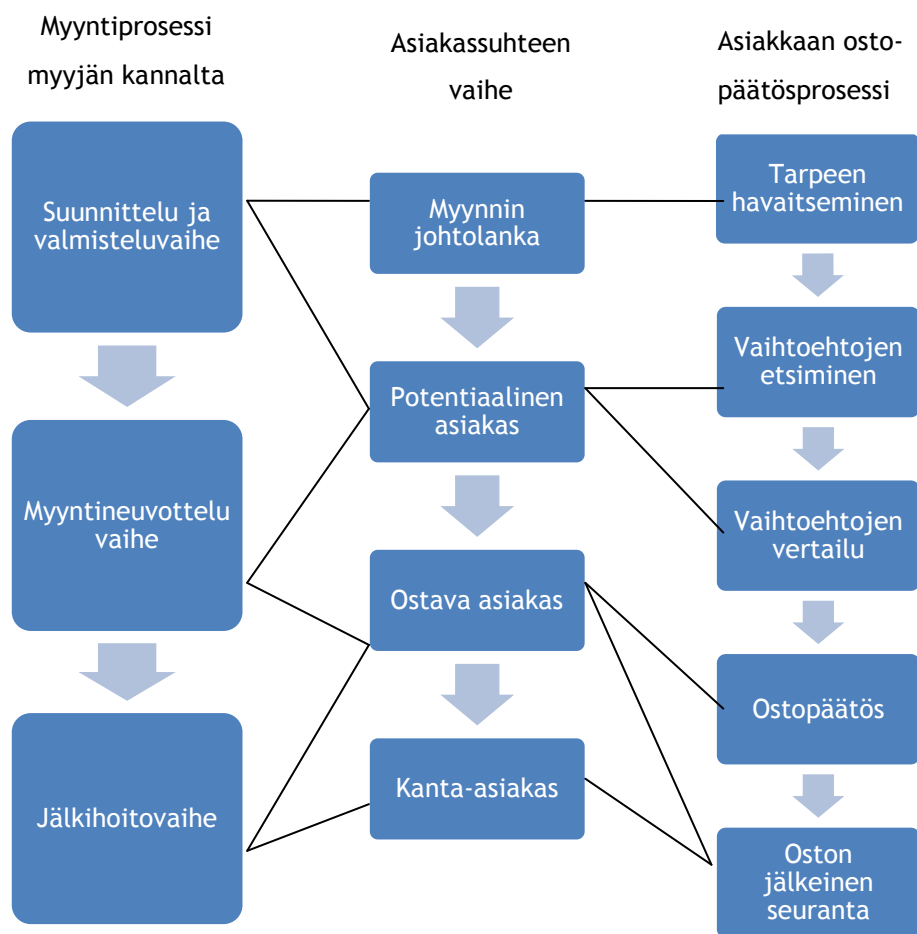 Myyntiprosessi
myyjän kannalta
Suunnittelu ja
valmisteluvaihe
Myyntineuvottelu
vaihe
Jälkihoitovaihe
Asiakassuhteen
vaihe
Myynnin
johtolanka
Potentiaalinen
asiakas
Ostava asiakas
Kanta-asiakas
Asiakkaan osto-
päätösprosessi
Tarpeen
havaitseminen
Vaihtoehtojen
etsiminen
Vaihtoehtojen
vertailu
Ostopäätös
Oston
jälkeinen
seuranta